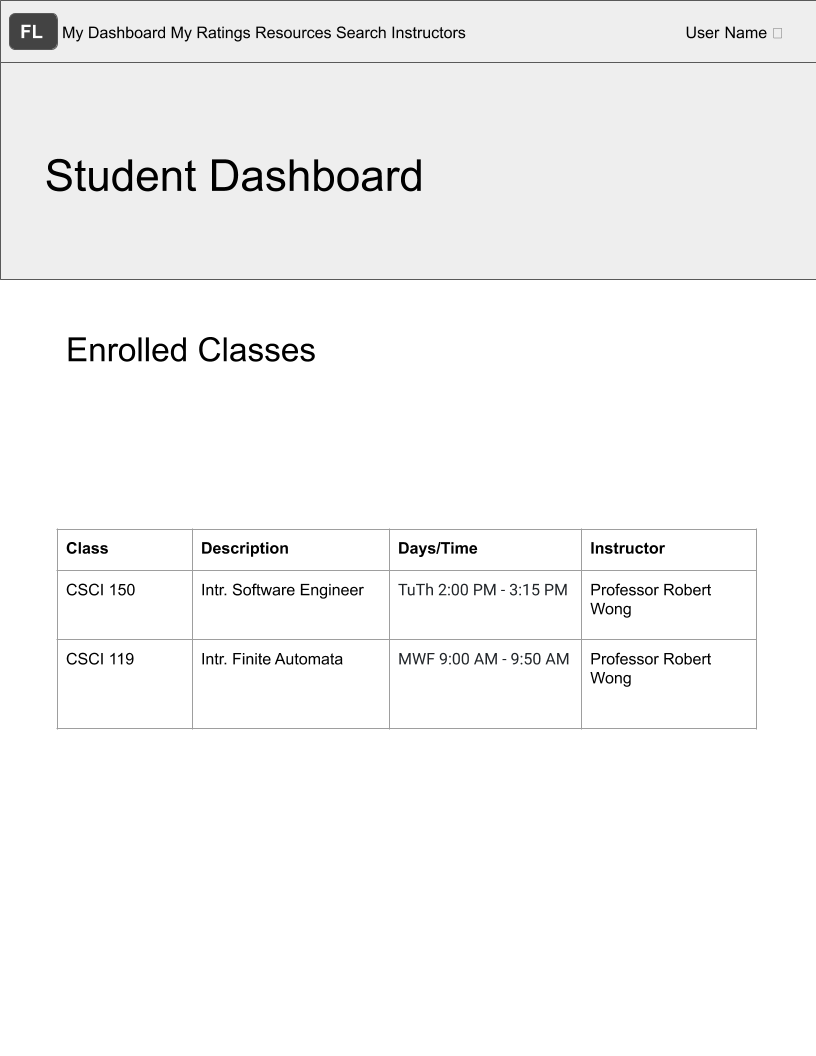 FL My Dashboard My Ratings Resources Search Instructors User Name
Student Dashboard
Enrolled Classes
Class Description Days/Time Instructor
CSCI 150 Intr. Software Engineer TuTh 2:00 PM - 3:15 PM Professor Robert
Wong
CSCI 119 Intr. Finite Automata MWF 9:00 AM - 9:50 AM Professor Robert
Wong